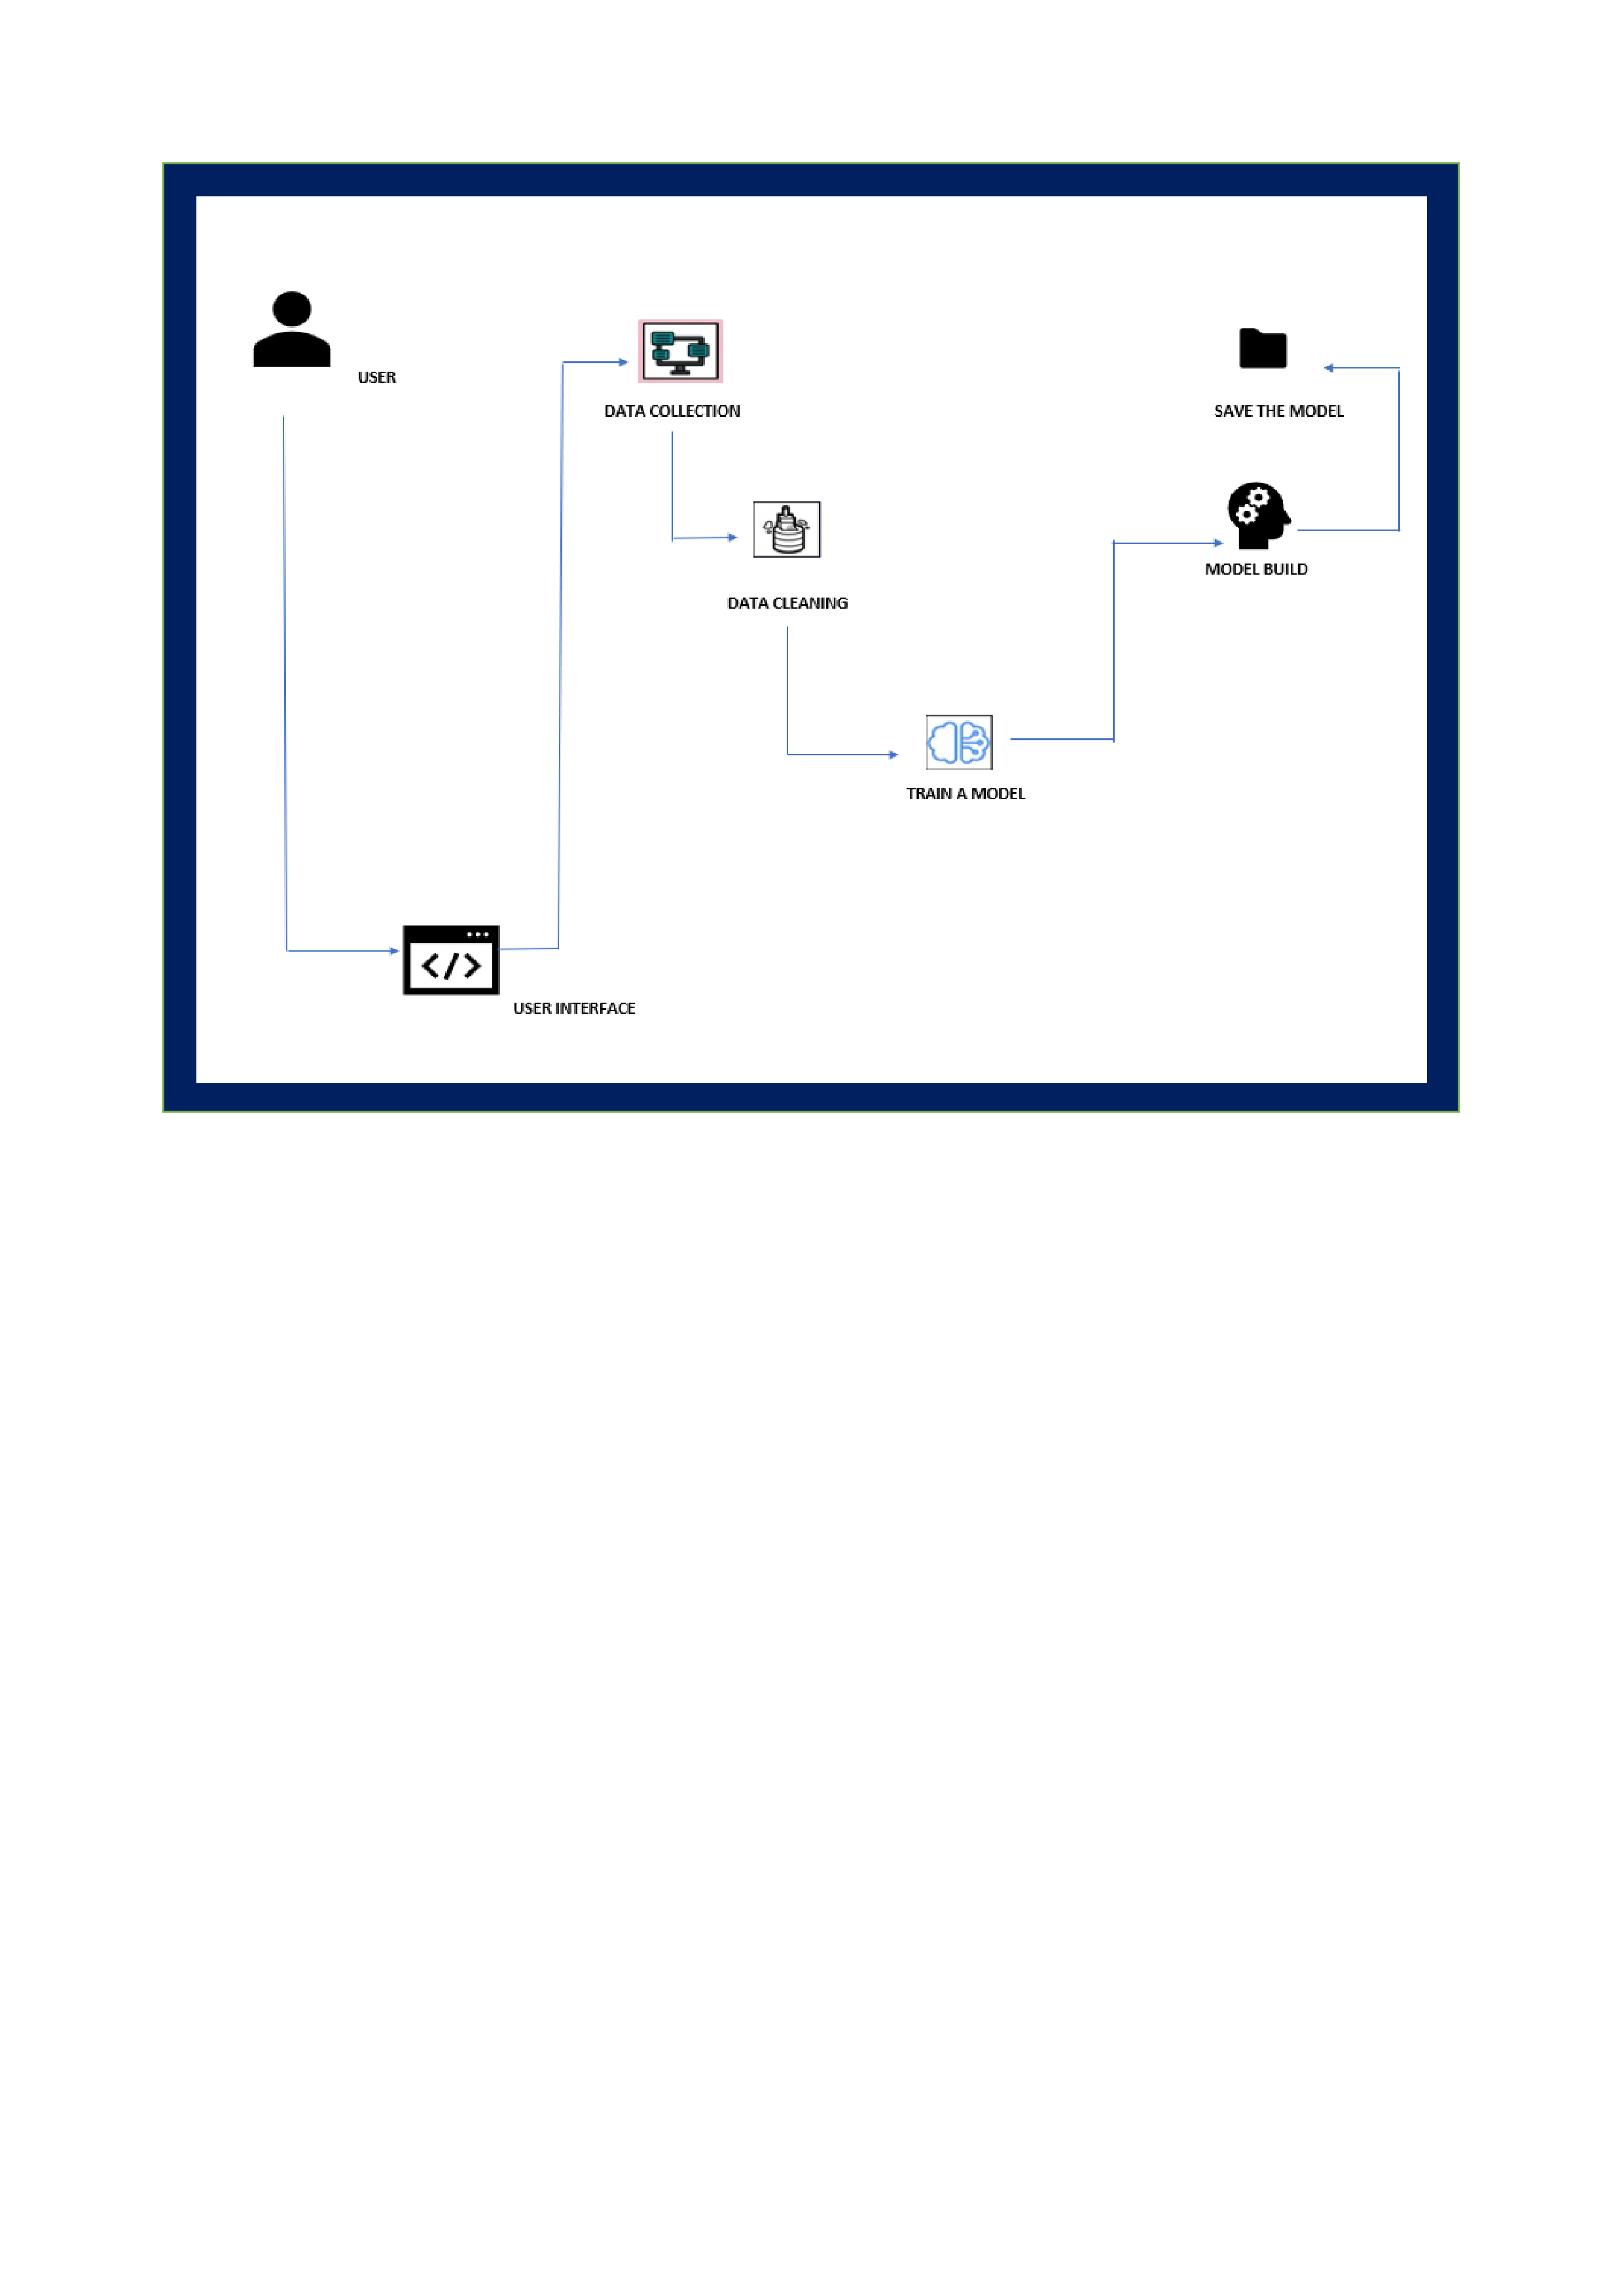 USER
DATA COLLECTION
SAVE THE MODEL
MODEL BUILD
DATA CLEANING
TRAIN A MODEL
</>
USER INTERFACE